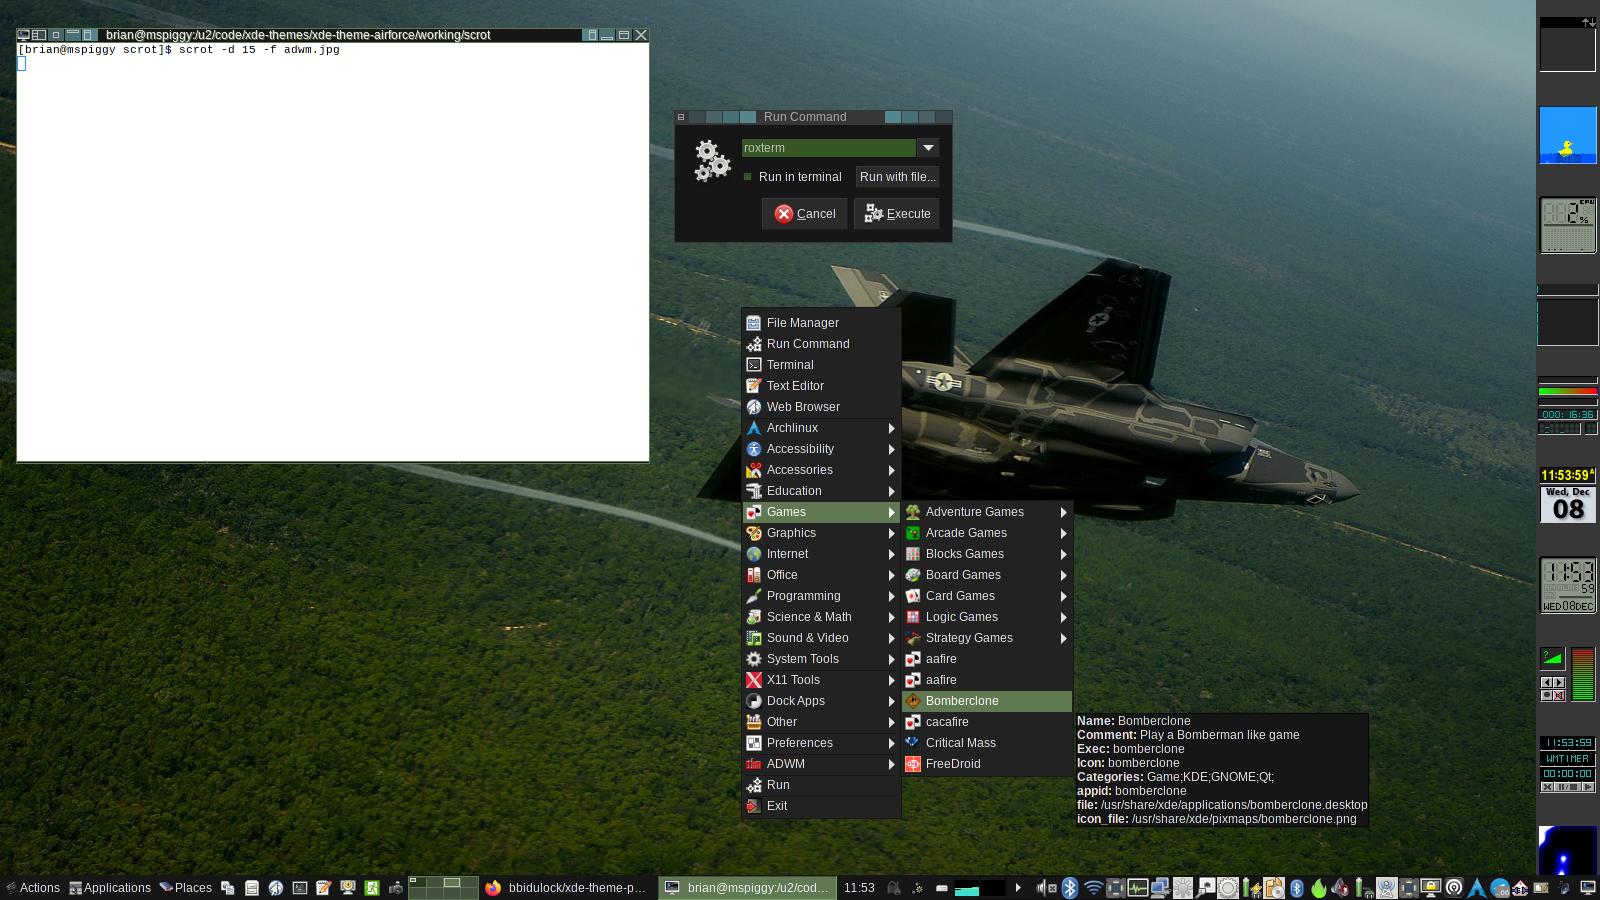 brian@mspiggy:/u2/code/xde-themes/xde-theme-airforce/working/scrot
[brian@mspiggy scrot]$ scrot -d 15 -f adwm.jpg
Run Command
roxterm
Run in terminal
Run with file...
Cancel
Execute
File Manager
Run Command
Terminal
Text Editor
Web Browser
Archlinux
Accessibility
Accessories
Education
Games
Graphics
Internet
Office
Programming
Science & Math
Sound & Video
System Tools
X11 Tools
Dock Apps
Other
Preferences
ADWM
Run
Exit
Adventure Games
Arcade Games
Blocks Games
Board Games
Card Games
Logic Games
Strategy Games
aafire
aafire
Bomberclone
cacafire
Critical Mass
FreeDroid
Name: Bomberclone
Comment: Play a Bomberman like game
Exec: bomberclone
Icon: bomberclone
Categories: Game;KDE;GNOME;Qt;
appid: bomberclone
file: /usr/share/xde/applications/bomberclone.desktop
icon_file: /usr/share/xde/pixmaps/bomberclone.png
CPU
2%
000:16:36
11:53:59 A
Wed, Dec
08
11:53
59
WED08DEC
11:53:59
WMTIMER
00:00:00
Actions
Applications
Places
bbidulock/xde-theme-p...
brian@mspiggy:/u2/cod...
11:53